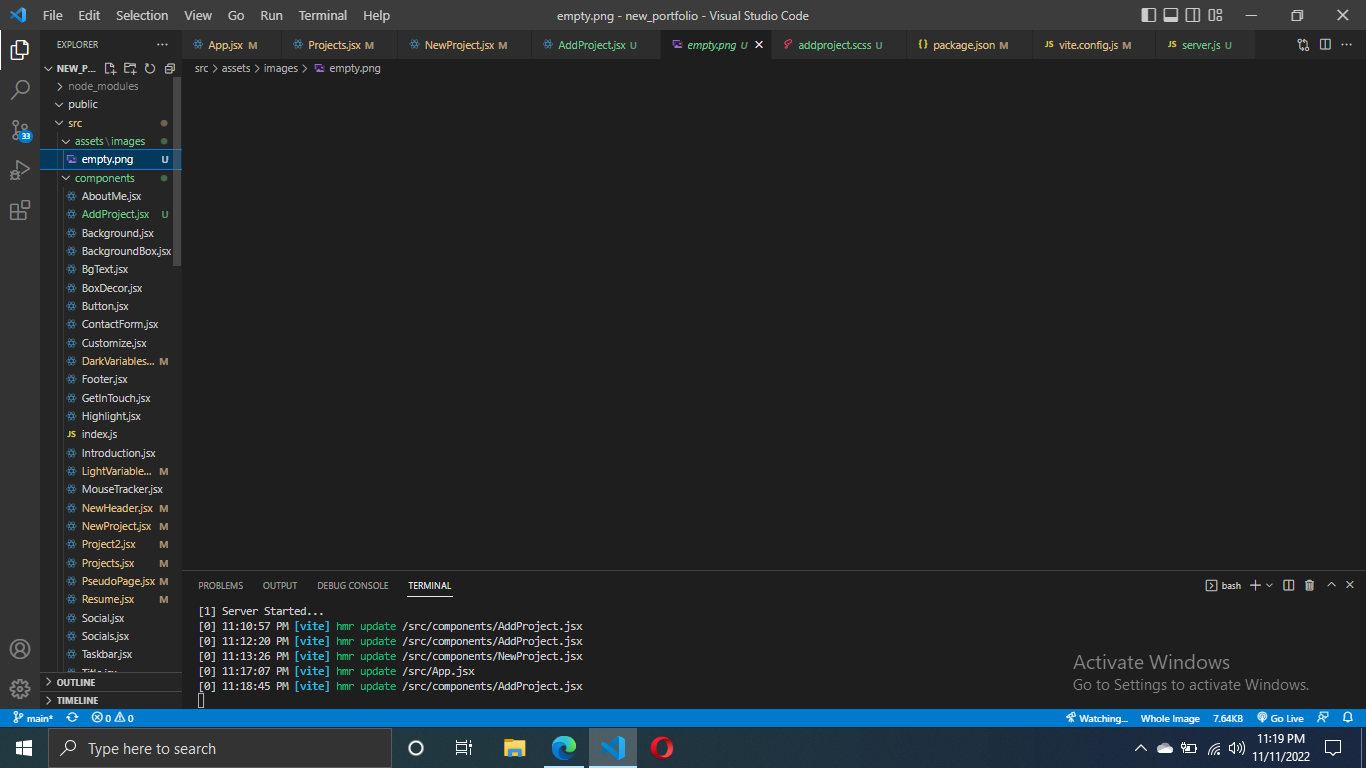 File Edit Selection View Go Run Terminal Help empty.png - new_portfolio - Visual Studio Code
EXPLORER
App.jsx M Projects.jsx M NewProject.jsx M AddProject.jsx U empty.png U addproject.scss U package.json M vite.config.js M server.js U
NEW_P...
src assets images empty.png
node_modules
public
src
assets\images
empty.png U
components
AboutMe.jsx
AddProject.jsx U
Background.jsx
BackgroundBox.jsx
BgText.jsx
BoxDecor.jsx
Button.jsx
ContactForm.jsx
Customize.jsx
DarkVariables... M
Footer.jsx
GetInTouch.jsx
Highlight.jsx
JS index.js
Introduction.jsx
LightVariable... M
MouseTracker.jsx
NewHeader.jsx M
NewProject.jsx M
Project2.jsx M
Projects.jsx M
PseudoPage.jsx M
Resume.jsx M
Social.jsx
Socials.jsx
Taskbar.jsx
Title.jsx
OUTLINE
TIMELINE
33
PROBLEMS OUTPUT DEBUG CONSOLE TERMINAL
bash
[1] Server Started...
[0] 11:10:57 PM [vite] hmr update /src/components/AddProject.jsx
[0] 11:12:20 PM [vite] hmr update /src/components/AddProject.jsx
[0] 11:13:26 PM [vite] hmr update /src/components/NewProject.jsx
[0] 11:17:07 PM [vite] hmr update /src/App.jsx
[0] 11:18:45 PM [vite] hmr update /src/components/AddProject.jsx
Activate Windows
Go to Settings to activate Windows.
main* 0 0 Watching... Whole Image 7.64KB Go Live
Type here to search
11:19 PM
11/11/2022